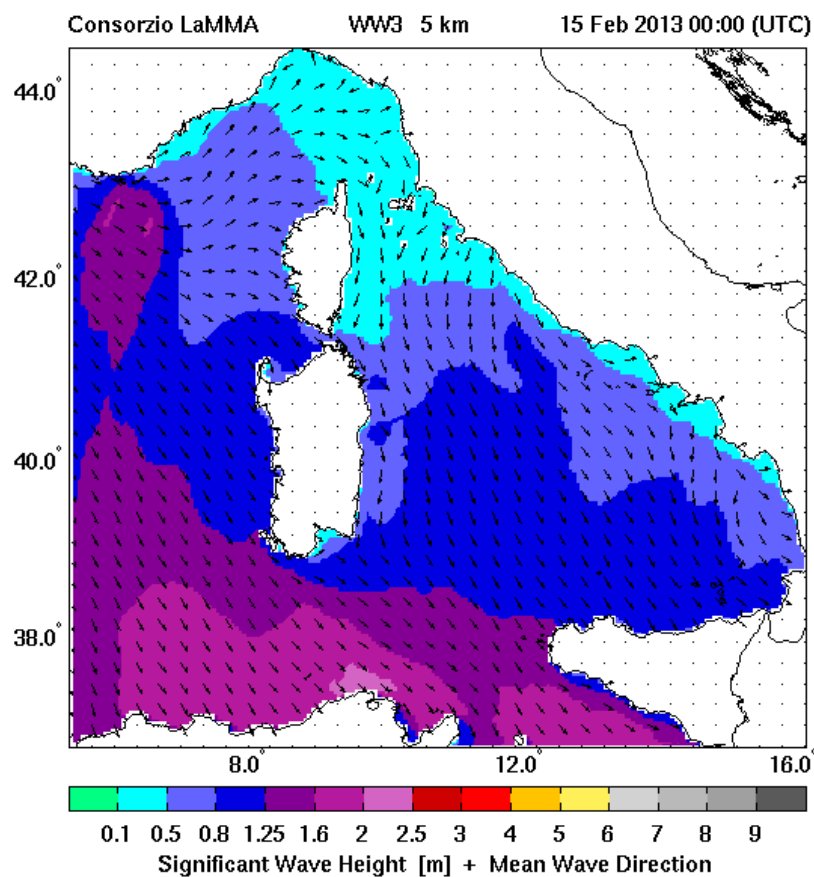 Consorzio LaMMA WW3 5 km 15 Feb 2013 00:00 (UTC)
44.0°
42.0°
40.0°
38.0°
8.0° 12.0° 16.0°
0.1 0.5 0.8 1.25 1.6 2 2.5 3 4 5 6 7 8 9
Significant Wave Height [m] + Mean Wave Direction